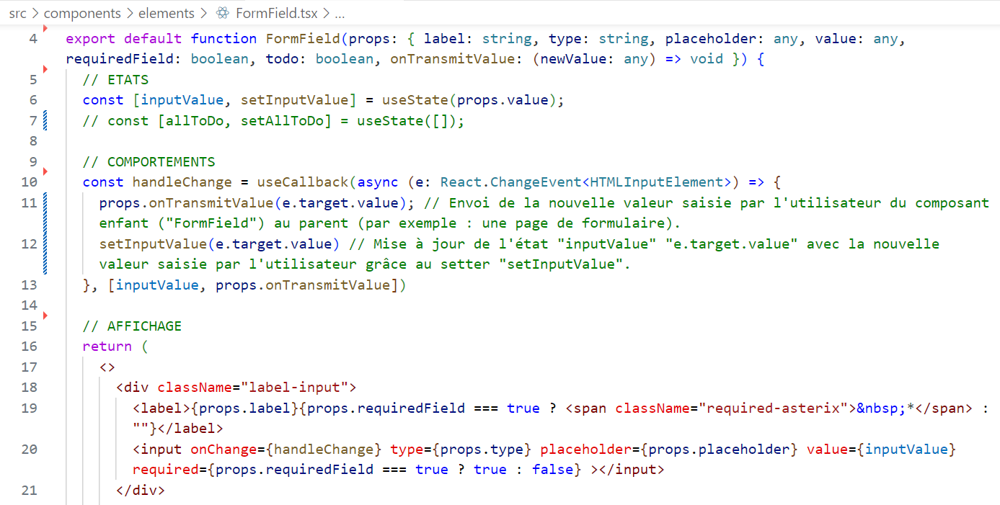 src > components > elements > FormField.tsx > ...
4 export default function FormField(props: { label: string, type: string, placeholder: any, value: any,
requiredField: boolean, todo: boolean, onTransmitValue: (newValue: any) => void }) {
5 // ETATS
6 const [inputValue, setInputValue] = useState(props.value);
7 // const [allToDo, setAllToDo] = useState([]);
8
9 // COMPORTEMENTS
10 const handleChange = useCallback(async (e: React.ChangeEvent<HTMLInputElement>) => {
11 props.onTransmitValue(e.target.value); // Envoi de la nouvelle valeur saisie par l'utilisateur du composant
enfant ("FormField") au parent (par exemple : une page de formulaire).
12 setInputValue(e.target.value) // Mise à jour de l'état "inputValue" "e.target.value" avec la nouvelle
valeur saisie par l'utilisateur grâce au setter "setInputValue".
13 }, [inputValue, props.onTransmitValue])
14
15 // AFFICHAGE
16 return (
17 <>
18 <div className="label-input">
19 <label>{props.label}{props.requiredField === true ? <span className="required-asterix">&nbsp;*</span> :
""}</label>
20 <input onChange={handleChange} type={props.type} placeholder={props.placeholder} value={inputValue}
required={props.requiredField === true ? true : false} ></input>
21 </div>